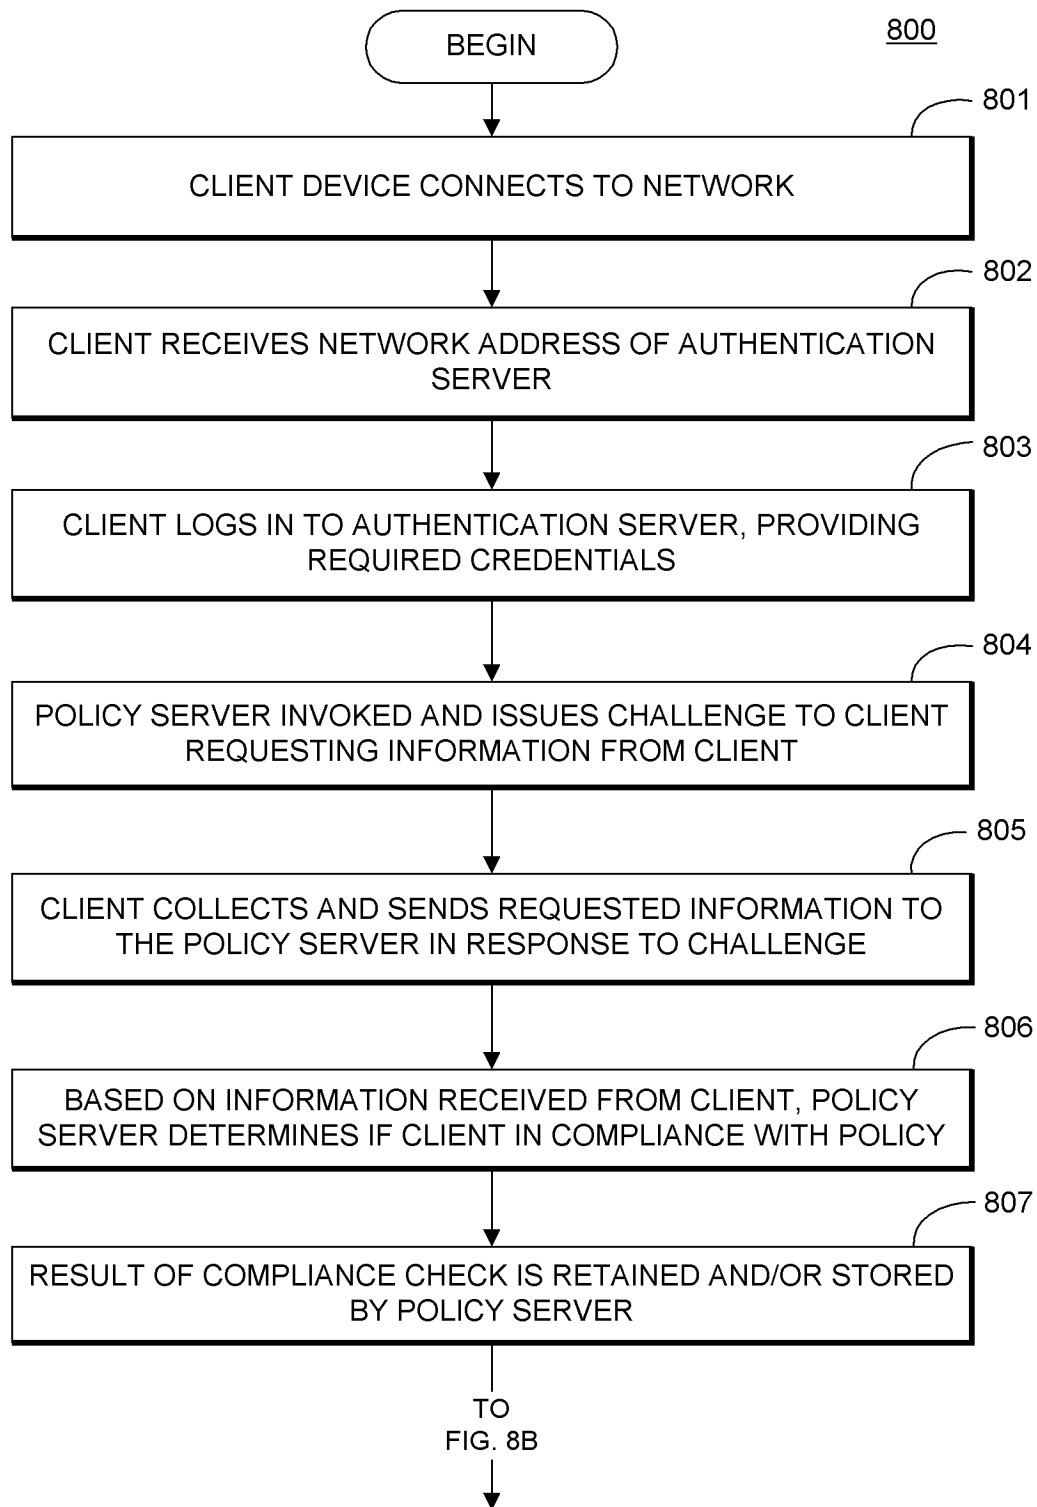 800
BEGIN
801
CLIENT DEVICE CONNECTS TO NETWORK
802
CLIENT RECEIVES NETWORK ADDRESS OF AUTHENTICATION
SERVER
803
CLIENT LOGS IN TO AUTHENTICATION SERVER, PROVIDING
REQUIRED CREDENTIALS
804
POLICY SERVER INVOKED AND ISSUES CHALLENGE TO CLIENT
REQUESTING INFORMATION FROM CLIENT
805
CLIENT COLLECTS AND SENDS REQUESTED INFORMATION TO
THE POLICY SERVER IN RESPONSE TO CHALLENGE
806
BASED ON INFORMATION RECEIVED FROM CLIENT, POLICY
SERVER DETERMINES IF CLIENT IN COMPLIANCE WITH POLICY
807
RESULT OF COMPLIANCE CHECK IS RETAINED AND/OR STORED
BY POLICY SERVER
TO
FIG. 8B